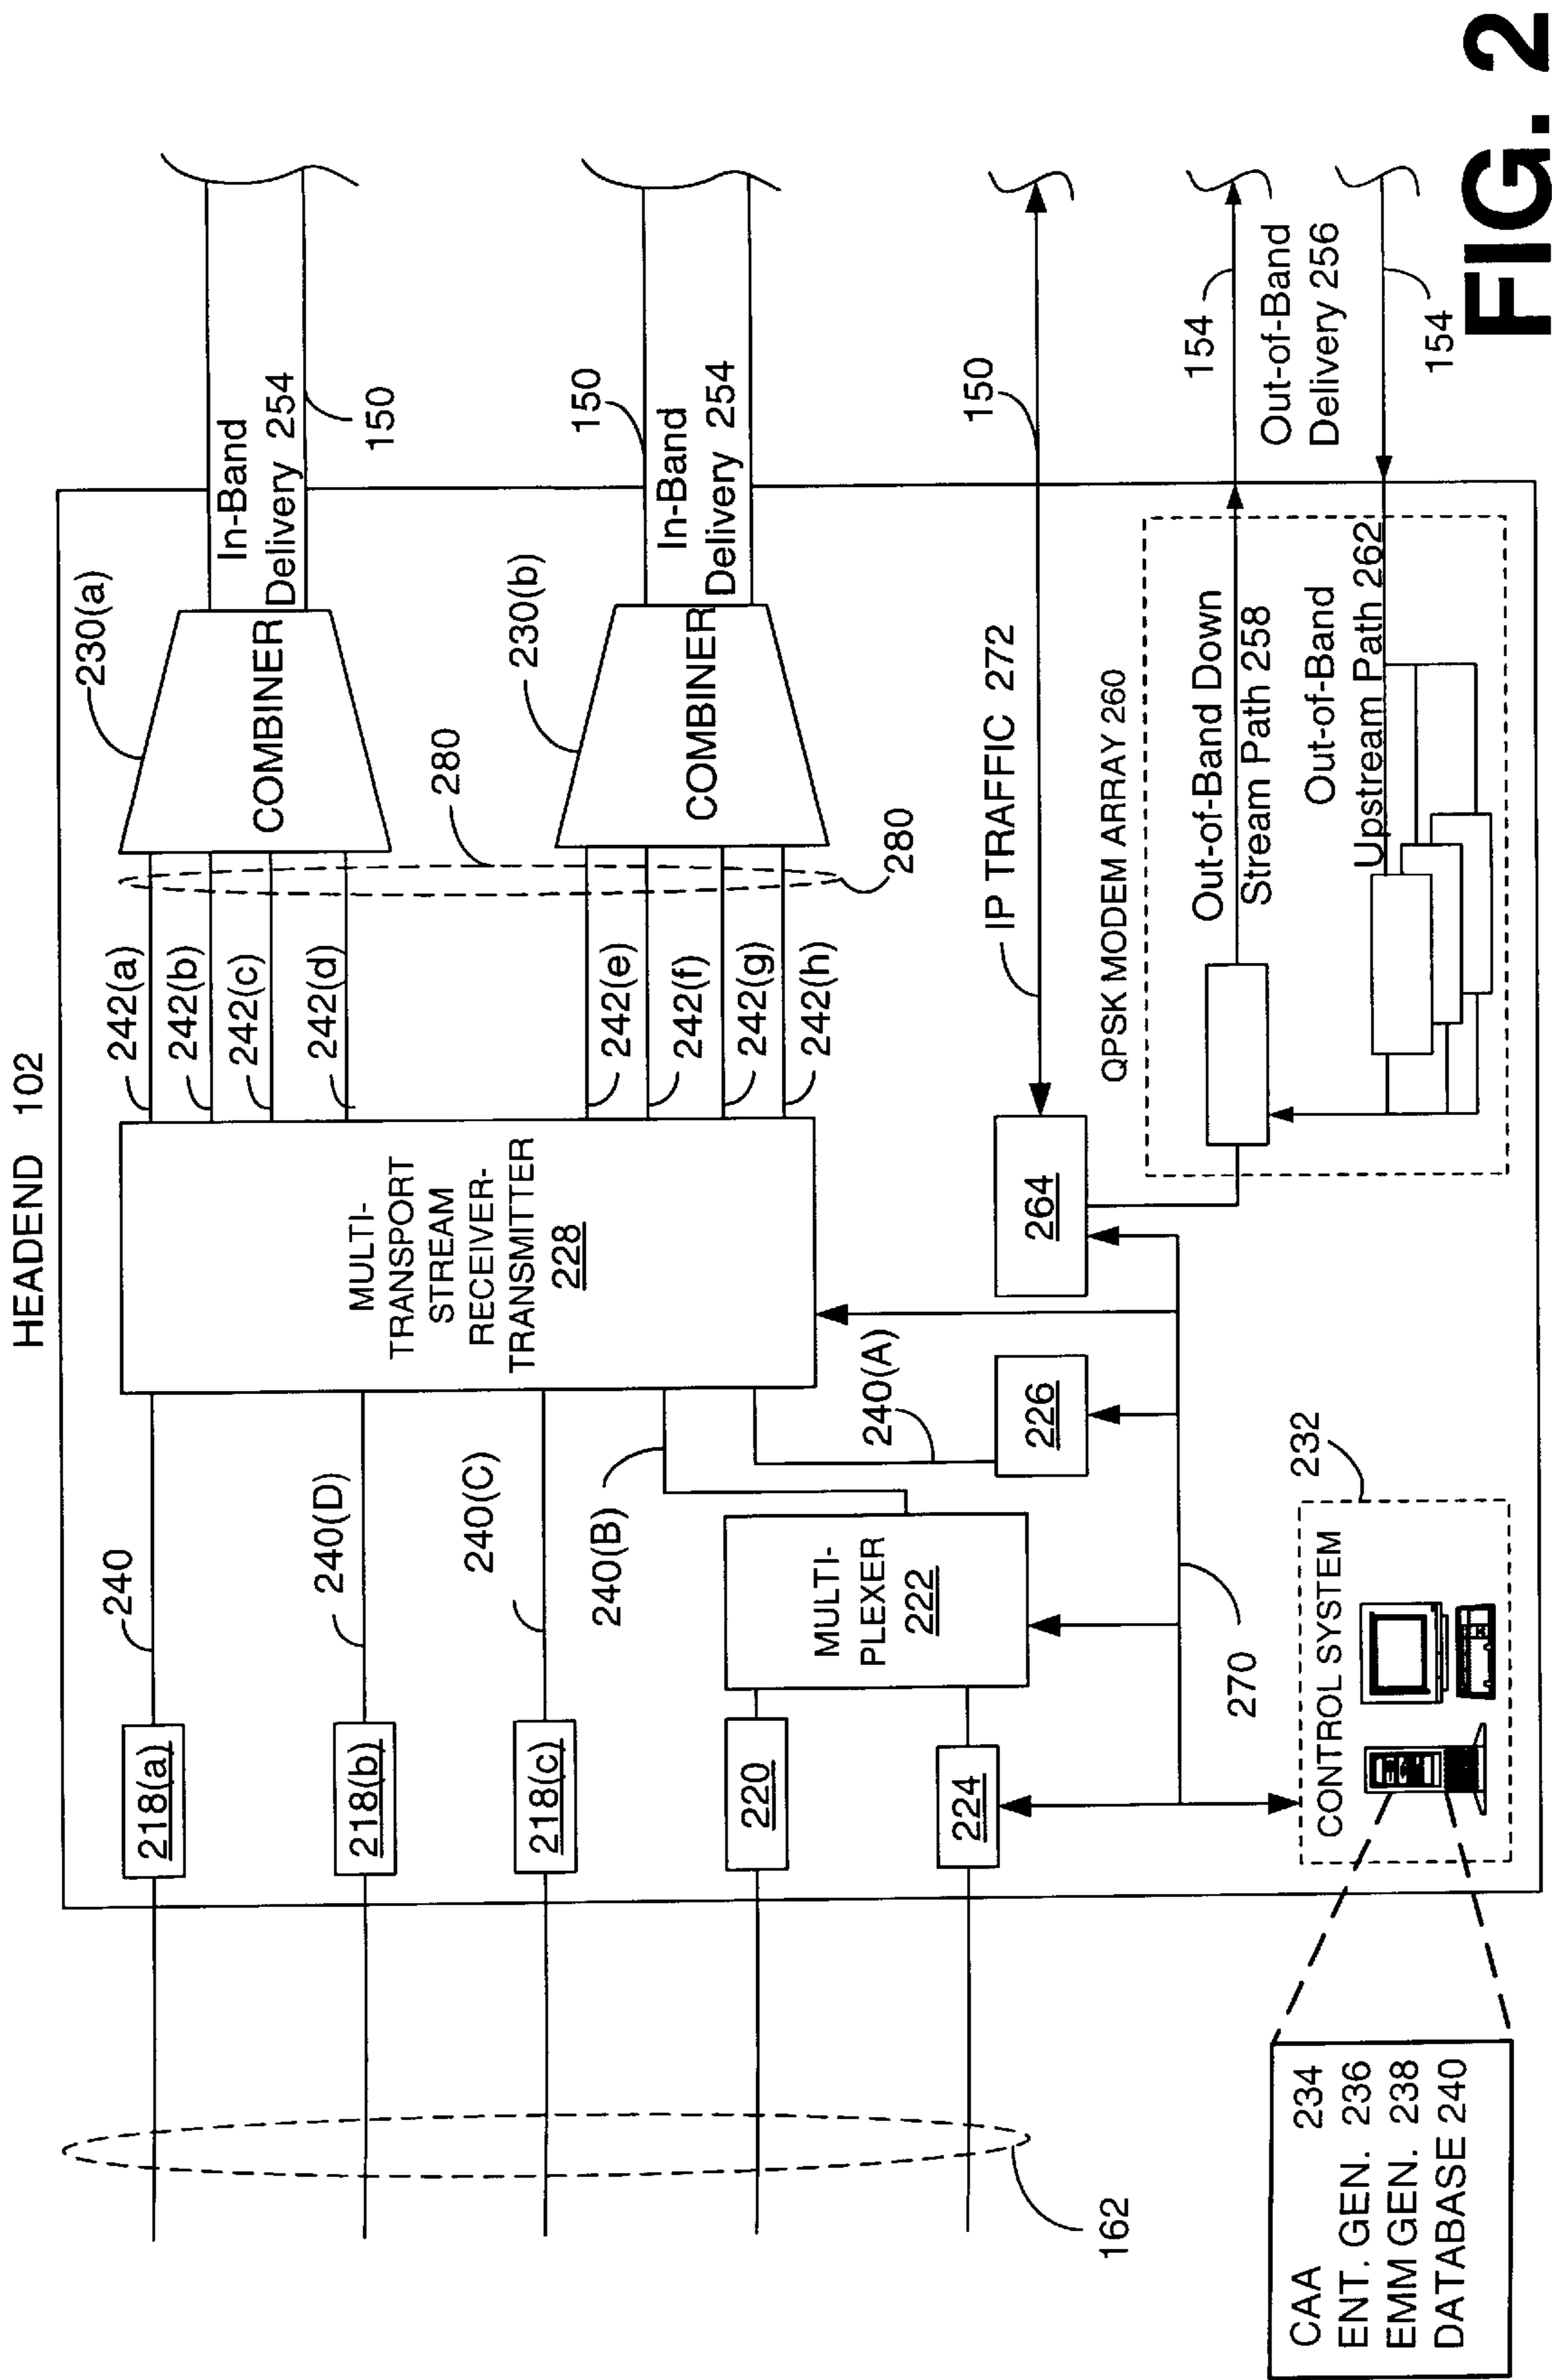 HEADEND 102
230(a)
242(a)
In-Band
Delivery 254
COMBINER
150
240
218(a)
242(b)
242(c)
242(d)
240(D)
218(b)
MULTI-
TRANSPORT
STREAM
RECEIVER-
TRANSMITTER
228
280
240(C)
218(c)
230(b)
150
In-Band
Delivery 254
COMBINER
242(e)
242(f)
242(g)
242(h)
240(B)
280
220
MULTI-
PLEXER
222
240(A)
224
226
264
IP TRAFFIC 272
150
162
270
232
QPSK MODEM ARRAY 260
Out-of-Band Down
Stream Path 258
154
Out-of-Band
Delivery 256
Out-of-Band
Upstream Path 262
154
CONTROL SYSTEM
CAA 234
ENT. GEN. 236
EMM GEN. 238
DATABASE 240
FIG. 2